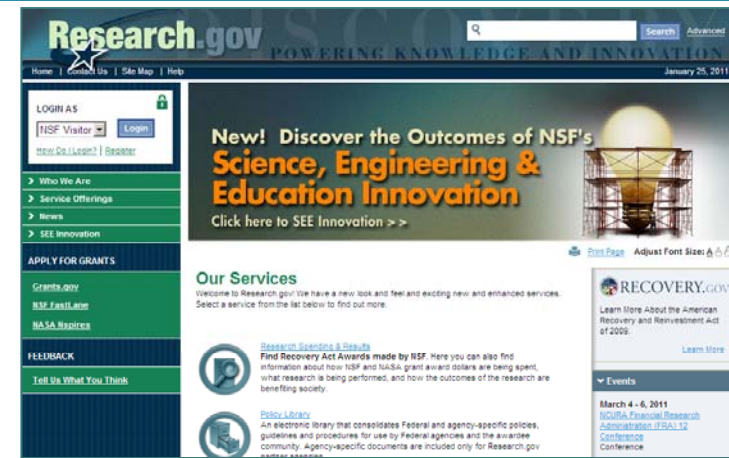 DISCOVERY
Research.gov
POWERING KNOWLEDGE AND INNOVATION
Search Advanced
Home | Contact Us | Site Map | Help
January 25, 2011
LOGIN AS
NSF Visitor Login
How Do I Login? | Register
Who We Are
Service Offerings
News
SEE Innovation
APPLY FOR GRANTS
Grants.gov
NSF FastLane
NASA Nspires
FEEDBACK
Tell Us What You Think
New! Discover the Outcomes of NSF's
Science, Engineering &
Education Innovation
Click here to SEE Innovation > >
Print Page Adjust Font Size: A A
Our Services
Welcome to Research.gov! We have a new look and feel and exciting new and enhanced services.
Select a service from the list below to find out more.
Research Spending & Results
Find Recovery Act Awards made by NSF. Here you can also find
information about how NSF and NASA grant award dollars are being spent,
what research is being performed, and how the outcomes of the research are
benefiting society.
Policy Library
An electronic library that consolidates Federal and agency-specific policies,
guidelines and procedures for use by Federal agencies and the awardee
community. Agency-specific documents are included only for Research.gov
partner agencies.
RECOVERY.GOV
Learn More About the American
Recovery and Reinvestment Act
of 2009.
Learn More
Events
March 4 - 6, 2011
NCURA Financial Research
Administration (FRA) 12
Conference
Conference